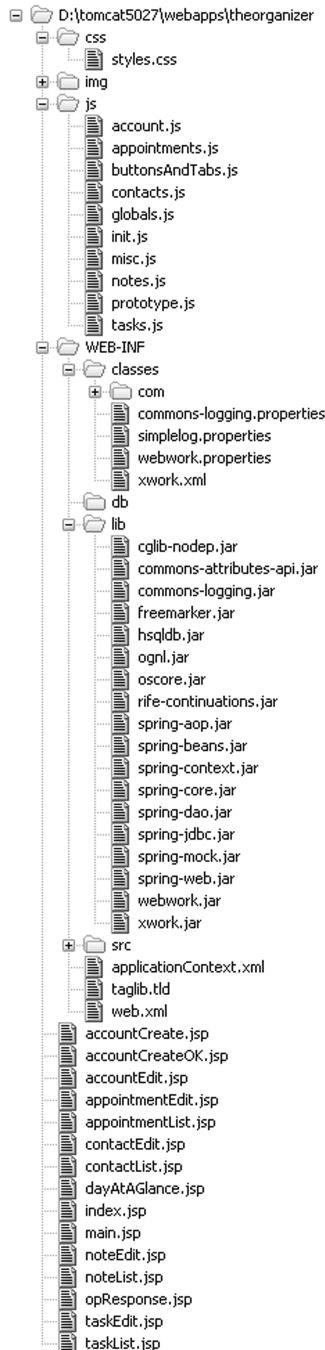 D:\tomcat5027\webapps\theorganizer
css
styles.css
img
js
account.js
appointments.js
buttonsAndTabs.js
contacts.js
globals.js
init.js
misc.js
notes.js
prototype.js
tasks.js
WEB-INF
classes
com
commons-logging.properties
simplelog.properties
webwork.properties
xwork.xml
db
lib
cglib-nodep.jar
commons-attributes-api.jar
commons-logging.jar
freemarker.jar
hsqldb.jar
ognl.jar
oscore.jar
rife-continuations.jar
spring-aop.jar
spring-beans.jar
spring-context.jar
spring-core.jar
spring-dao.jar
spring-jdbc.jar
spring-mock.jar
spring-web.jar
webwork.jar
xwork.jar
src
applicationContext.xml
taglib.tld
web.xml
accountCreate.jsp
accountCreateOK.jsp
accountEdit.jsp
appointmentEdit.jsp
appointmentList.jsp
contactEdit.jsp
contactList.jsp
dayAtAGlance.jsp
index.jsp
main.jsp
noteEdit.jsp
noteList.jsp
opResponse.jsp
taskEdit.jsp
taskList.jsp